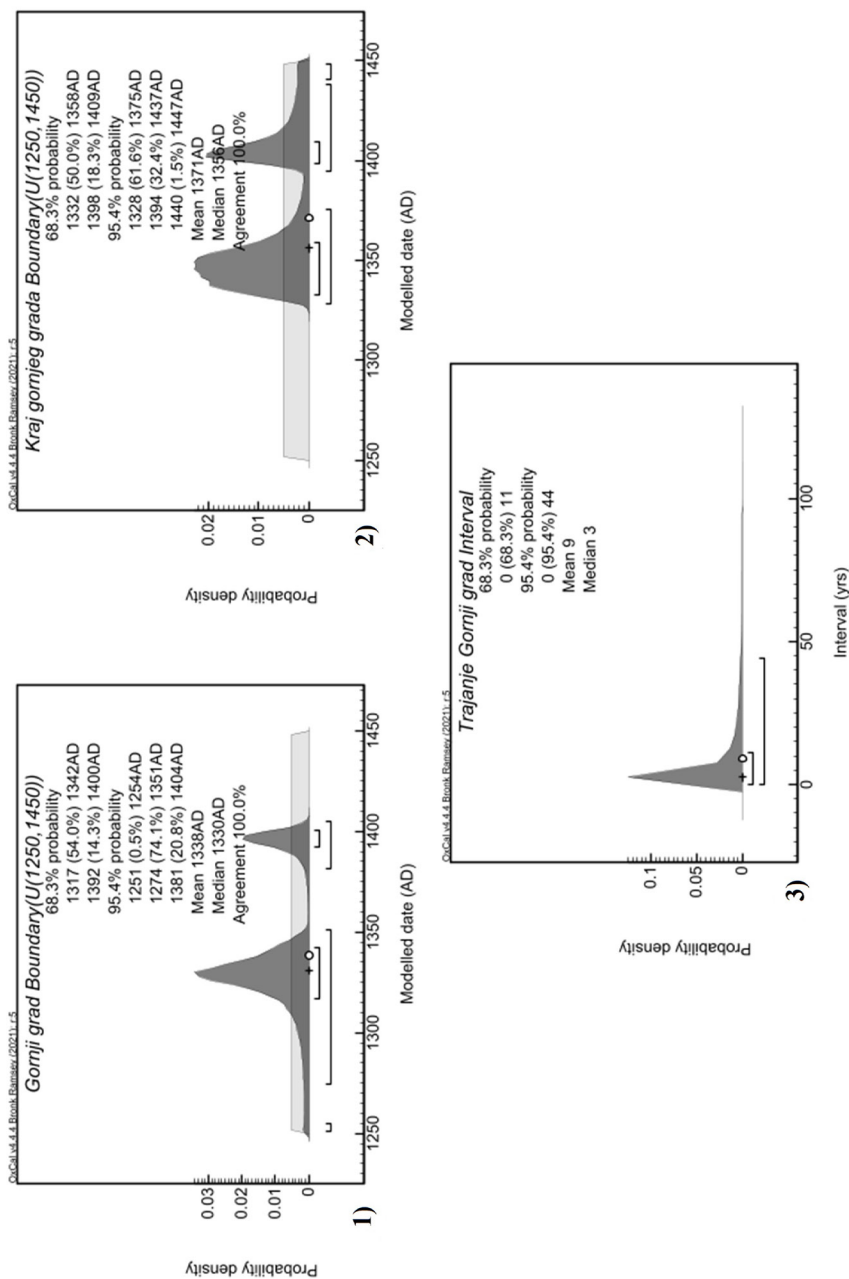 OxCal v4.4.4 Bronk Ramsey (2021); r:5
Gornji grad Boundary(U(1250,1450))
68.3% probability
1317 (54.0%) 1342AD
1392 (14.3%) 1400AD
95.4% probability
1251 (0.5%) 1254AD
1274 (74.1%) 1351AD
1381 (20.8%) 1404AD
Mean 1338AD
Median 1330AD
Agreement 100.0%
Probability density
0.03
0.02
0.01
0
1250
1300
1350
1400
1450
Modelled date (AD)
1)
OxCal v4.4.4 Bronk Ramsey (2021); r:5
Kraj gornjeg grada Boundary(U(1250,1450))
68.3% probability
1332 (50.0%) 1358AD
1398 (18.3%) 1409AD
95.4% probability
1328 (61.6%) 1375AD
1394 (32.4%) 1437AD
1440 (1.5%) 1447AD
Mean 1371AD
Median 1356AD
Agreement 100.0%
Probability density
0.02
0.01
0
1250
1300
1350
1400
1450
Modelled date (AD)
2)
OxCal v4.4.4 Bronk Ramsey (2021); r:5
Trajanje Gornji grad Interval
68.3% probability
0 (68.3%) 11
95.4% probability
0 (95.4%) 44
Mean 9
Median 3
Probability density
0.1
0.05
0
0
50
100
Interval (yrs)
3)